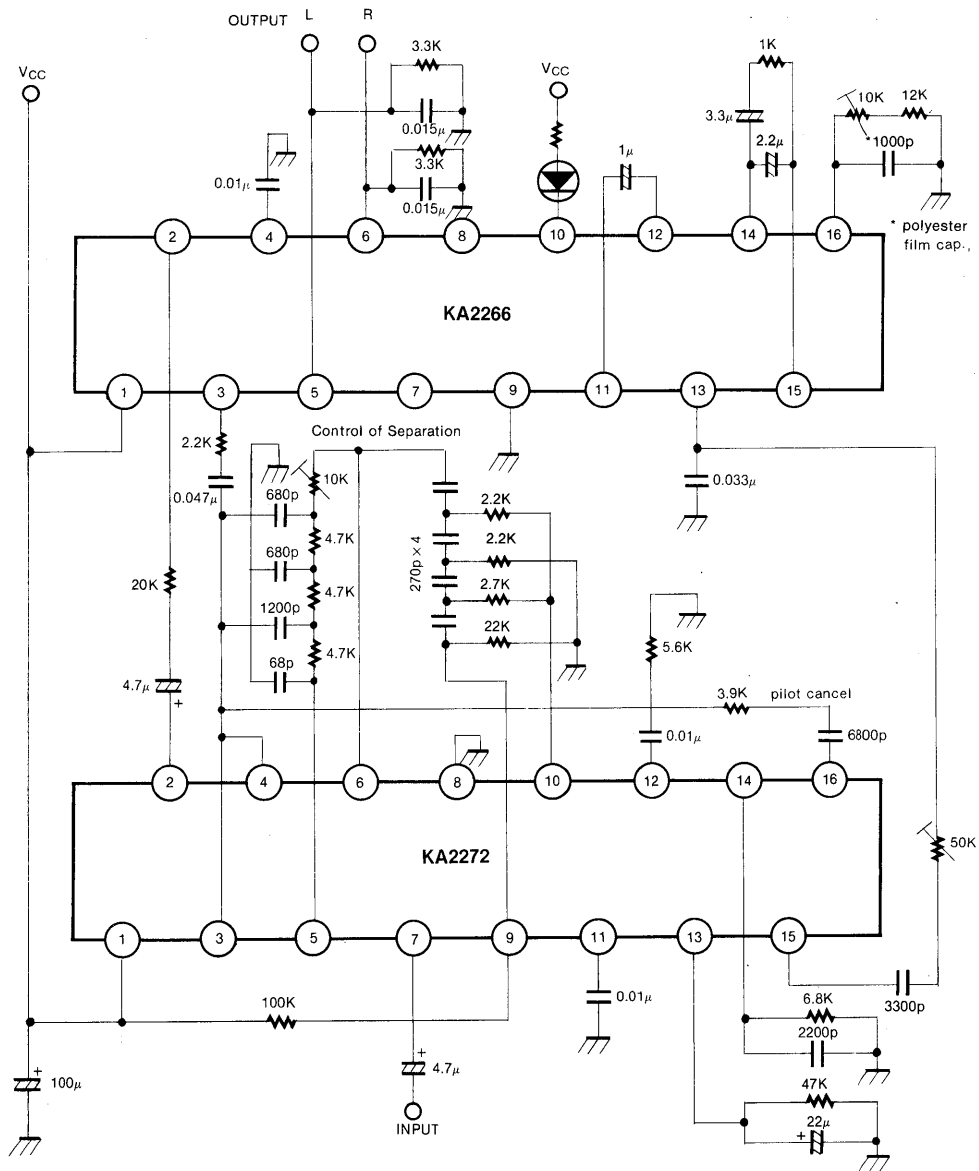 OUTPUT L R
VCC
3.3K
0.015μ
3.3K
0.015μ
0.01μ
VCC
1μ
1K
3.3μ
2.2μ
10K 12K
*1000p
* polyester
film cap.,
2 4 6 8 10 12 14 16
KA2266
1 3 5 7 9 11 13 15
Control of Separation
2.2K
0.047μ
680p
10K
4.7K
680p
4.7K
1200p
4.7K
68p
270p × 4
2.2K
2.2K
2.7K
22K
20K
4.7μ
+
0.033μ
5.6K
0.01μ
3.9K
pilot cancel
6800p
50K
2 4 6 8 10 12 14 16
KA2272
1 3 5 7 9 11 13 15
100K
+
100μ
+
4.7μ
INPUT
0.01μ
3300p
6.8K
2200p
47K
22μ
+